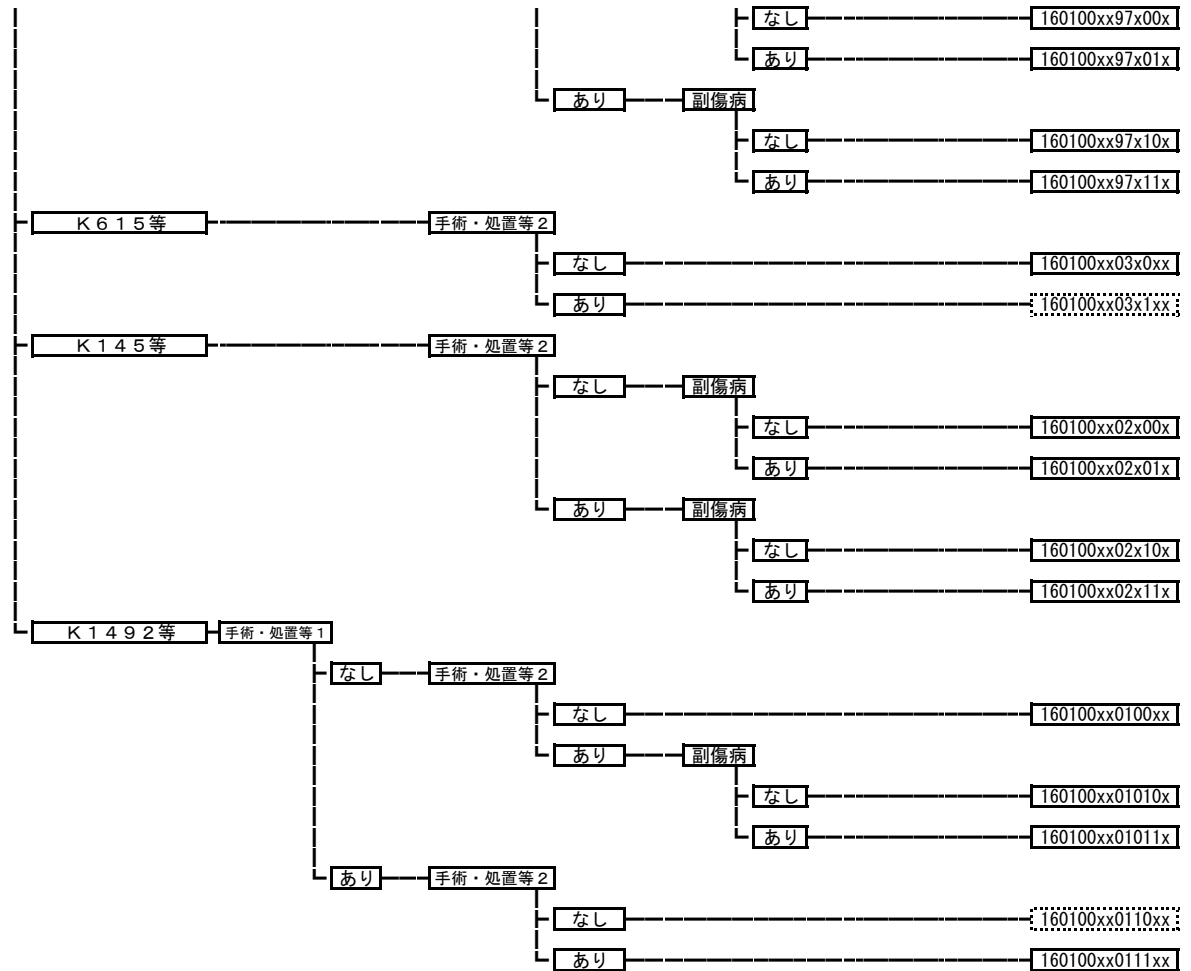 なし 160100xx97x00x
あり 160100xx97x01x
あり 副傷病
なし 160100xx97x10x
あり 160100xx97x11x
K615等 手術・処置等2
なし 160100xx03x0xx
あり 160100xx03x1xx
K145等 手術・処置等2
なし 副傷病
なし 160100xx02x00x
あり 160100xx02x01x
あり 副傷病
なし 160100xx02x10x
あり 160100xx02x11x
K1492等 手術・処置等1
なし 手術・処置等2
なし 160100xx0100xx
あり 副傷病
なし 160100xx01010x
あり 160100xx01011x
あり 手術・処置等2
なし 160100xx0110xx
あり 160100xx0111xx